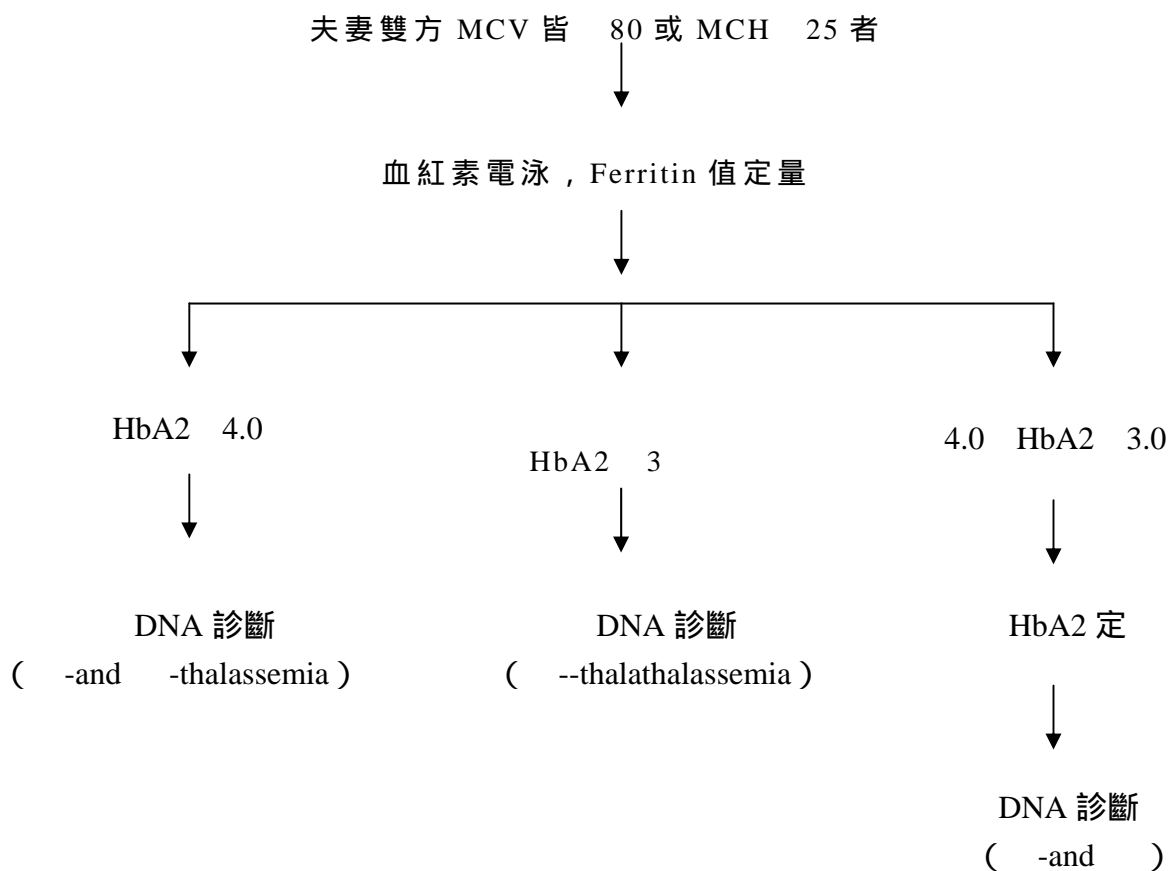 夫妻雙方 MCV 皆 80 或 MCH 25 者
血紅素電泳，Ferritin 值定量
HbA2 4.0
HbA2 3
4.0 HbA2 3.0
DNA 診斷
( -and -thalassemia )
DNA 診斷
( --thalathalassemia )
HbA2 定
DNA 診斷
( -and )